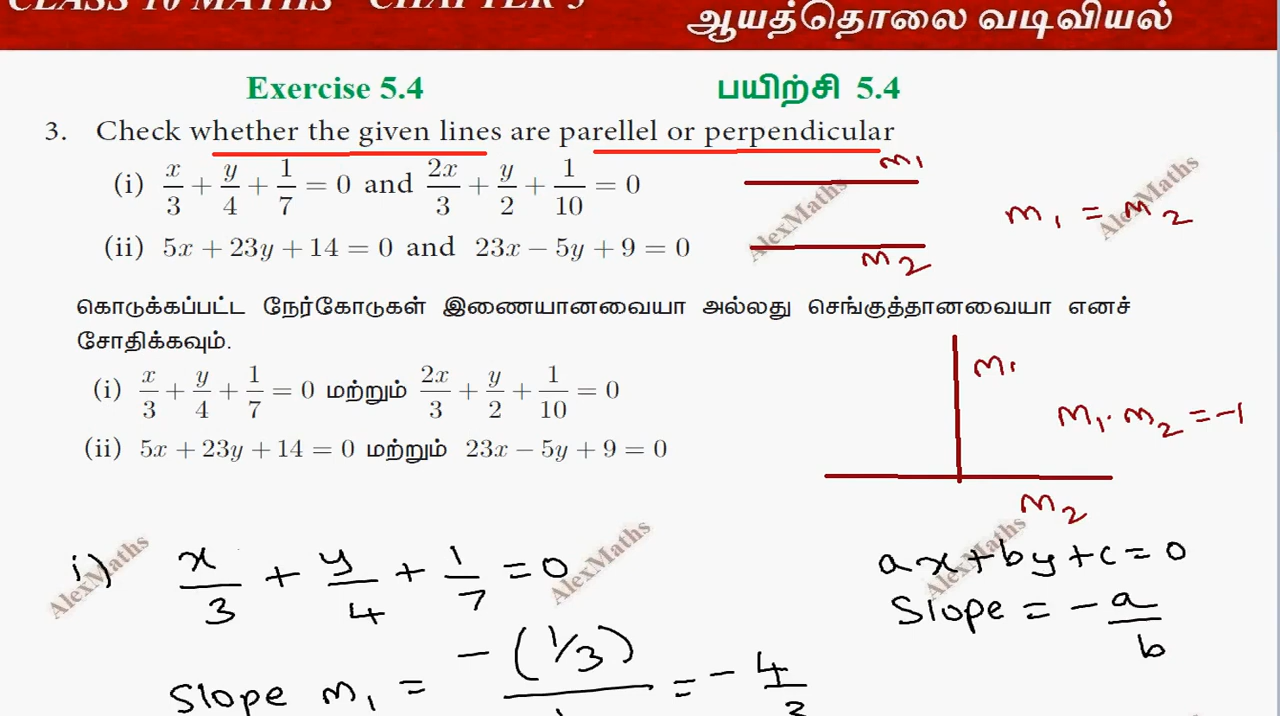 CLASS 10 MATHS CHAPTER 5 ஆயத்தொலை வடிவியல்
Exercise 5.4 பயிற்சி 5.4
3. Check whether the given lines are parellel or perpendicular
(i) x/3 + y/4 + 1/7 = 0 and 2x/3 + y/2 + 1/10 = 0
m₁
m₁ = m₂
(ii) 5x + 23y + 14 = 0 and 23x − 5y + 9 = 0
m₂
AlexMaths
AlexMaths
கொடுக்கப்பட்ட நேர்கோடுகள் இணையானவையா அல்லது செங்குத்தானவையா எனச்
சோதிக்கவும்.
(i) x/3 + y/4 + 1/7 = 0 மற்றும் 2x/3 + y/2 + 1/10 = 0
m₁
m₁ . m₂ = -1
(ii) 5x + 23y + 14 = 0 மற்றும் 23x − 5y + 9 = 0
m₂
i) x/3 + y/4 + 1/7 = 0
ax + by + c = 0
AlexMaths
AlexMaths
AlexMaths
Slope = - a/b
Slope m₁ = -(1/3) = - 4/3